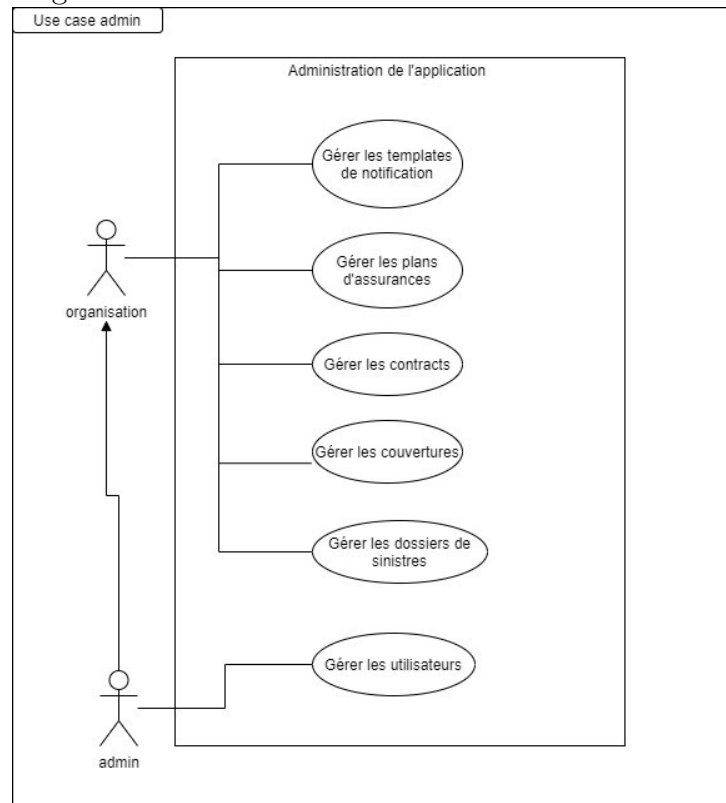 Use case admin
Administration de l'application
Gérer les templates
de notification
Gérer les plans
d'assurances
organisation
Gérer les contracts
Gérer les couvertures
Gérer les dossiers de
sinistres
Gérer les utilisateurs
admin